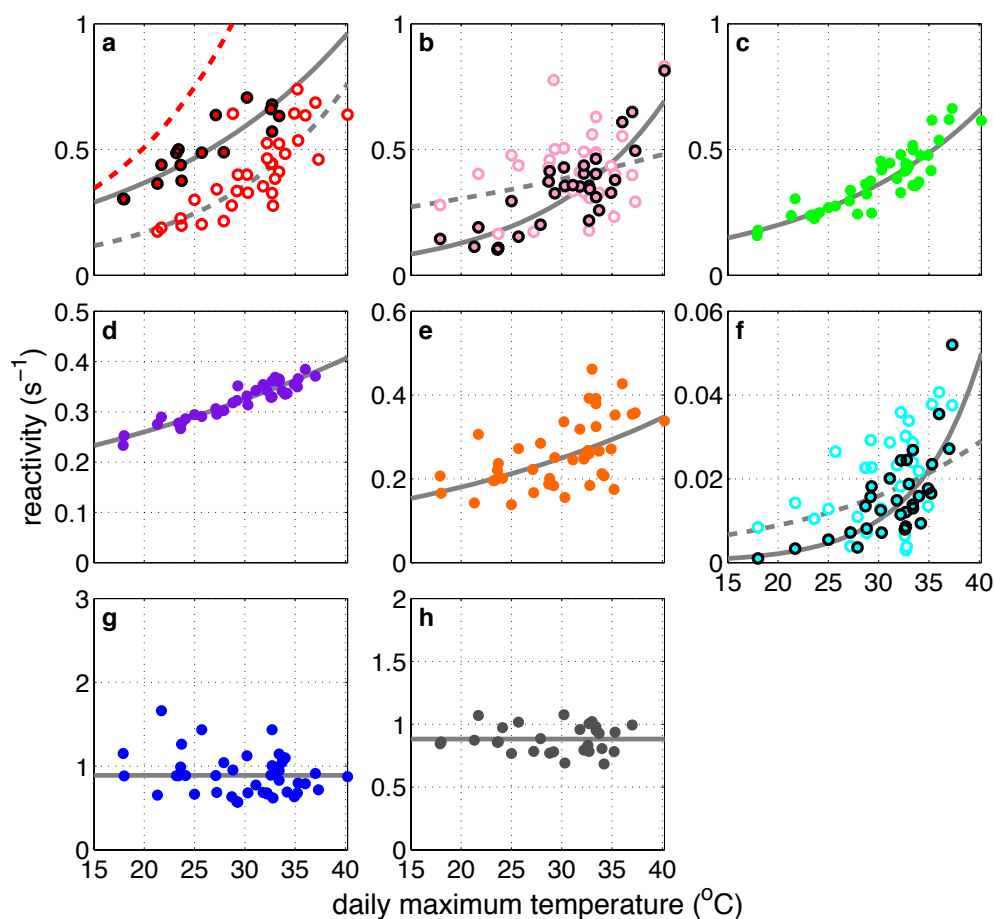 a b c
1 1 1
0.5 0.5 0.5
0 0 0
d e f
0.5 0.6 0.06
0.4
0.4 0.04
0.3
0.2
0.2 0.02
0.1
0 0 0
15 20 25 30 35 40
reactivity (s⁻¹)
g h
3 2
1.5
2
1
1
0.5
0 0
15 20 25 30 35 40 15 20 25 30 35 40
daily maximum temperature (°C)